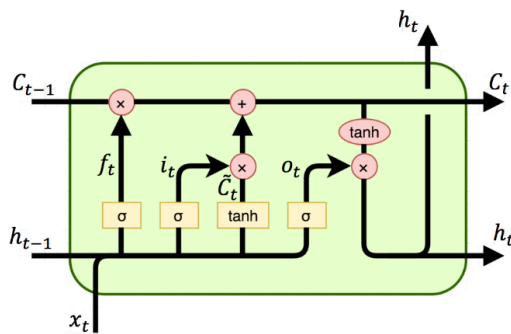 h_t
C_{t-1} × + C_t
tanh
f_t i_t × o_t ×
C̃_t
σ σ tanh σ
h_{t-1} h_t
x_t